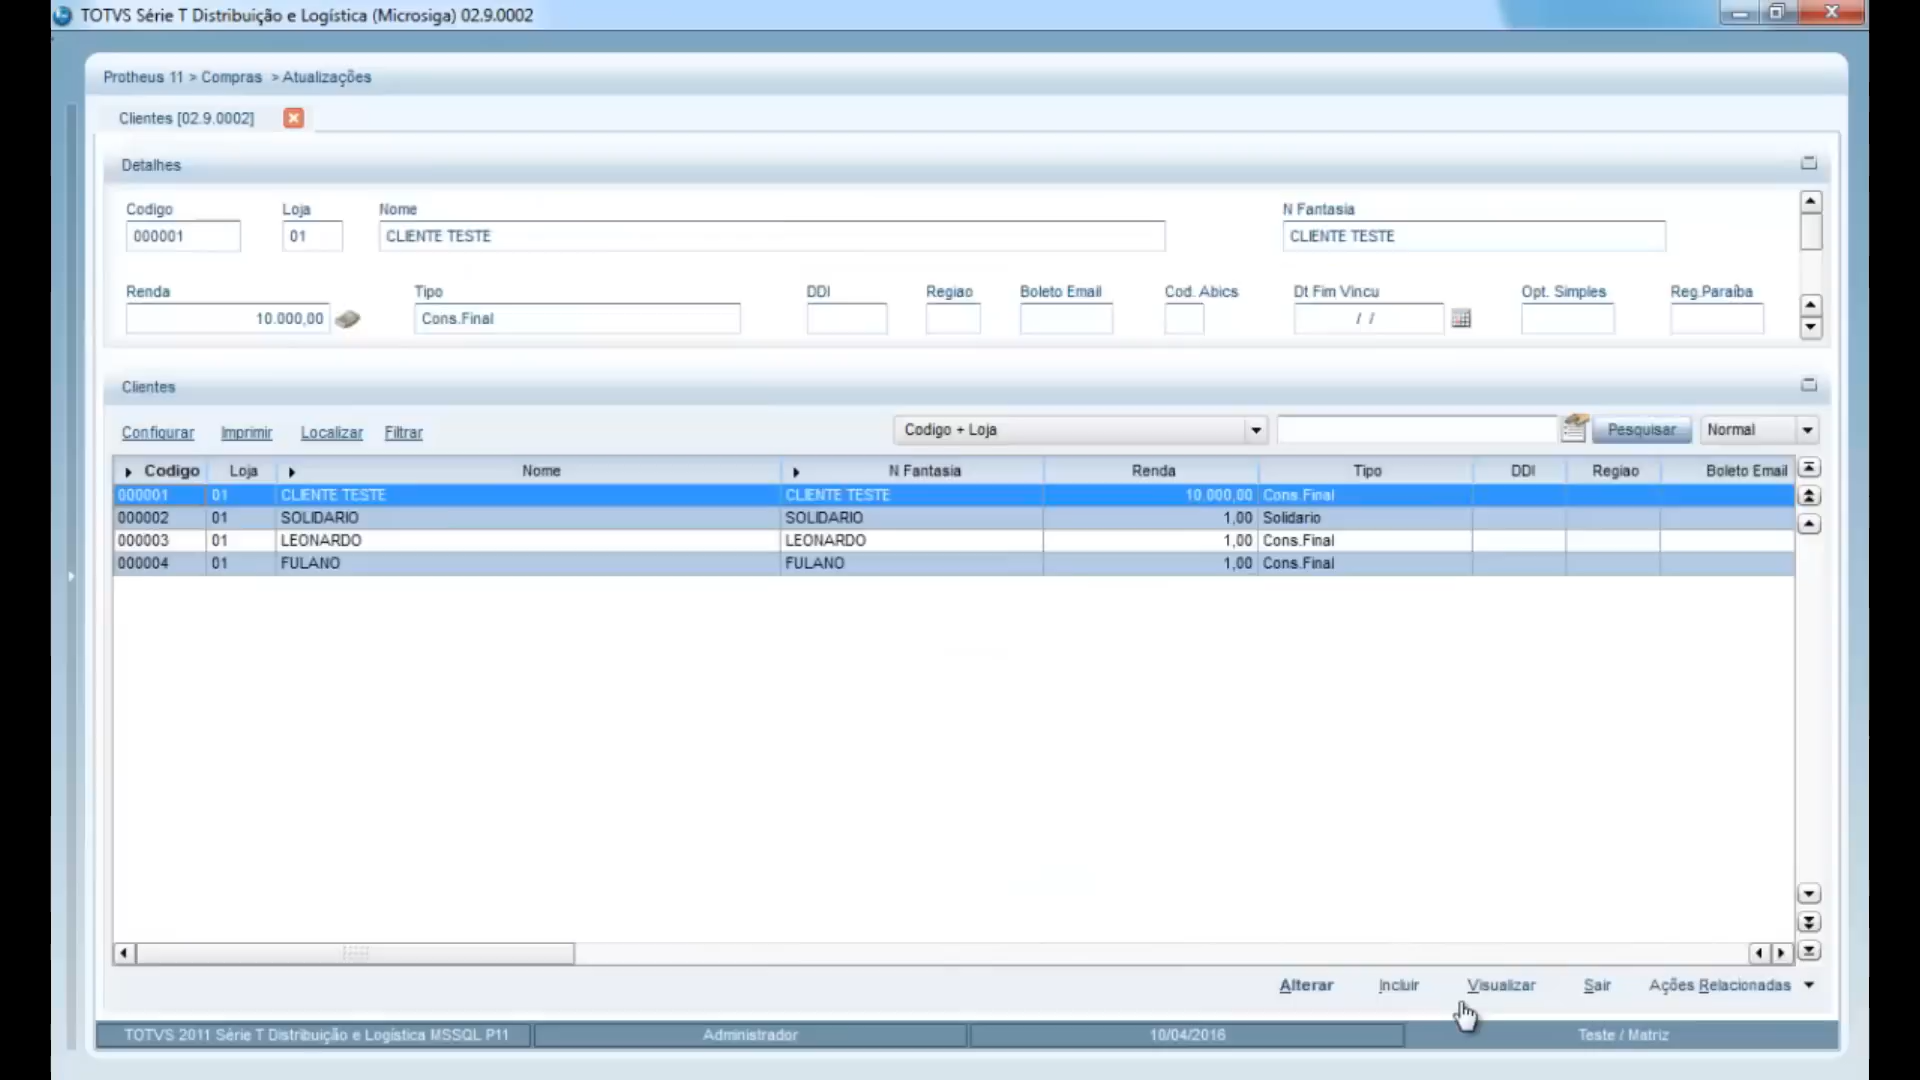 TOTVS Série T Distribuição e Logística (Microsiga) 02.9.0002
Protheus 11 > Compras > Atualizações
Clientes [02.9.0002]
Detalhes
Codigo Loja Nome N Fantasia
000001 01 CLIENTE TESTE CLIENTE TESTE
Renda Tipo DDI Regiao Boleto Email Cod. Abics Dt Fim Vincu Opt. Simples Reg.Paraíba
10.000,00 Cons.Final / /
Clientes
Configurar Imprimir Localizar Filtrar Codigo + Loja Pesquisar Normal
Codigo Loja Nome N Fantasia Renda Tipo DDI Regiao Boleto Email
000001 01 CLIENTE TESTE CLIENTE TESTE 10.000,00 Cons.Final
000002 01 SOLIDARIO SOLIDARIO 1,00 Solidario
000003 01 LEONARDO LEONARDO 1,00 Cons.Final
000004 01 FULANO FULANO 1,00 Cons.Final
Alterar Incluir Visualizar Sair Ações Relacionadas
TOTVS 2011 Série T Distribuição e Logística MSSQL P11 Administrador 10/04/2016 Teste / Matriz